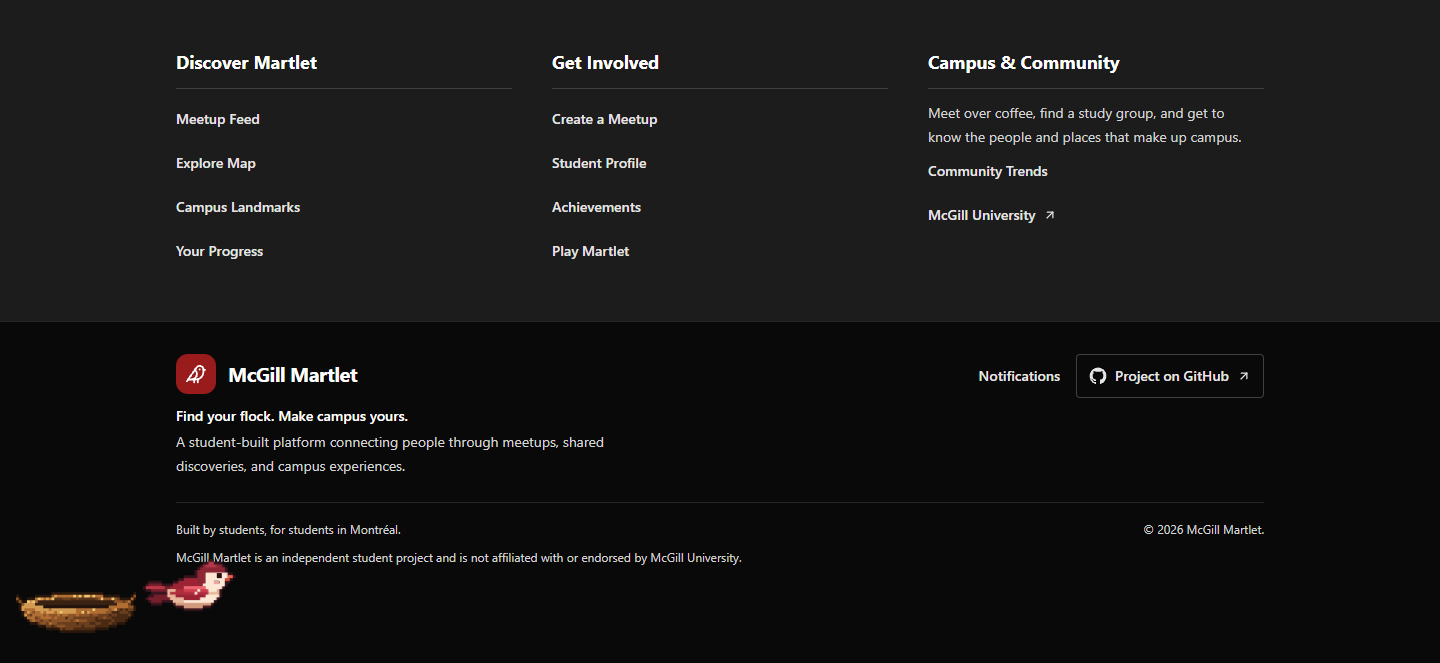 Discover Martlet
Meetup Feed
Explore Map
Campus Landmarks
Your Progress
Get Involved
Create a Meetup
Student Profile
Achievements
Play Martlet
Campus & Community
Meet over coffee, find a study group, and get to
know the people and places that make up campus.
Community Trends
McGill University
McGill Martlet
Find your flock. Make campus yours.
A student-built platform connecting people through meetups, shared
discoveries, and campus experiences.
Notifications
Project on GitHub
Built by students, for students in Montréal.
© 2026 McGill Martlet.
McGill Martlet is an independent student project and is not affiliated with or endorsed by McGill University.